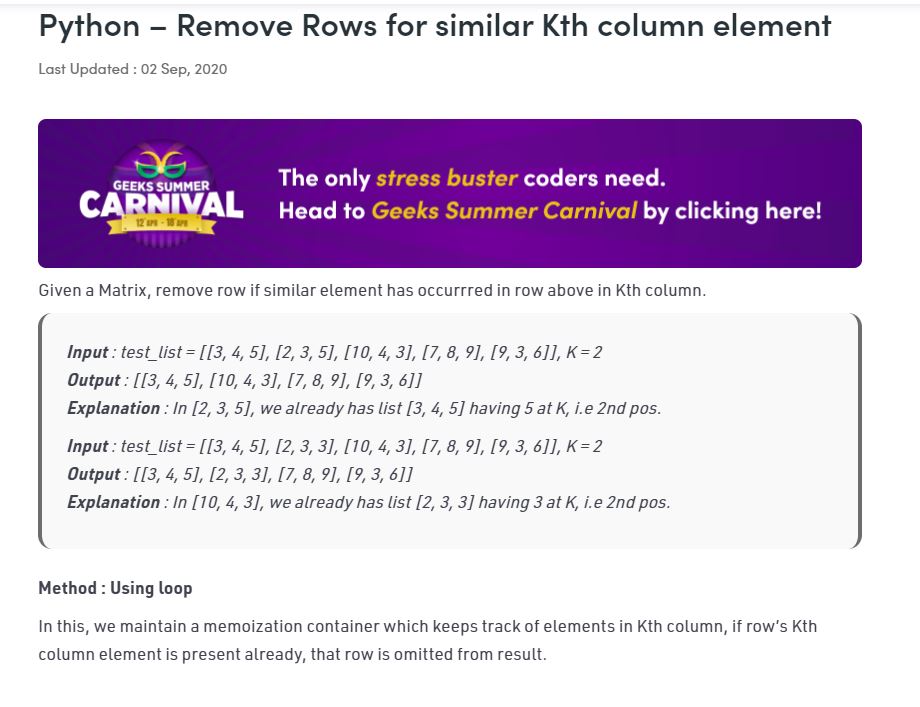 Python – Remove Rows for similar Kth column element
Last Updated : 02 Sep, 2020
GEEKS SUMMER
CARNIVAL
12 APR - 18 APR
The only stress buster coders need.
Head to Geeks Summer Carnival by clicking here!
Given a Matrix, remove row if similar element has occurrred in row above in Kth column.
Input : test_list = [[3, 4, 5], [2, 3, 5], [10, 4, 3], [7, 8, 9], [9, 3, 6]], K = 2
Output : [[3, 4, 5], [10, 4, 3], [7, 8, 9], [9, 3, 6]]
Explanation : In [2, 3, 5], we already has list [3, 4, 5] having 5 at K, i.e 2nd pos.
Input : test_list = [[3, 4, 5], [2, 3, 3], [10, 4, 3], [7, 8, 9], [9, 3, 6]], K = 2
Output : [[3, 4, 5], [2, 3, 3], [7, 8, 9], [9, 3, 6]]
Explanation : In [10, 4, 3], we already has list [2, 3, 3] having 3 at K, i.e 2nd pos.
Method : Using loop
In this, we maintain a memoization container which keeps track of elements in Kth column, if row’s Kth
column element is present already, that row is omitted from result.